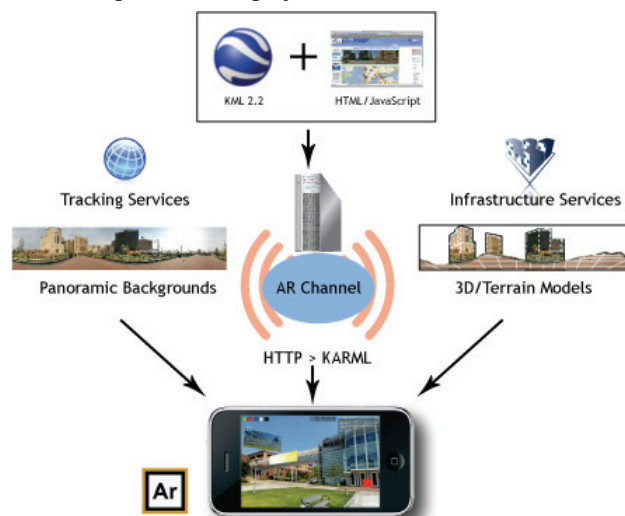 KML 2.2
HTML/JavaScript
Tracking Services
Infrastructure Services
Panoramic Backgrounds
AR Channel
3D/Terrain Models
HTTP > KARML
Ar